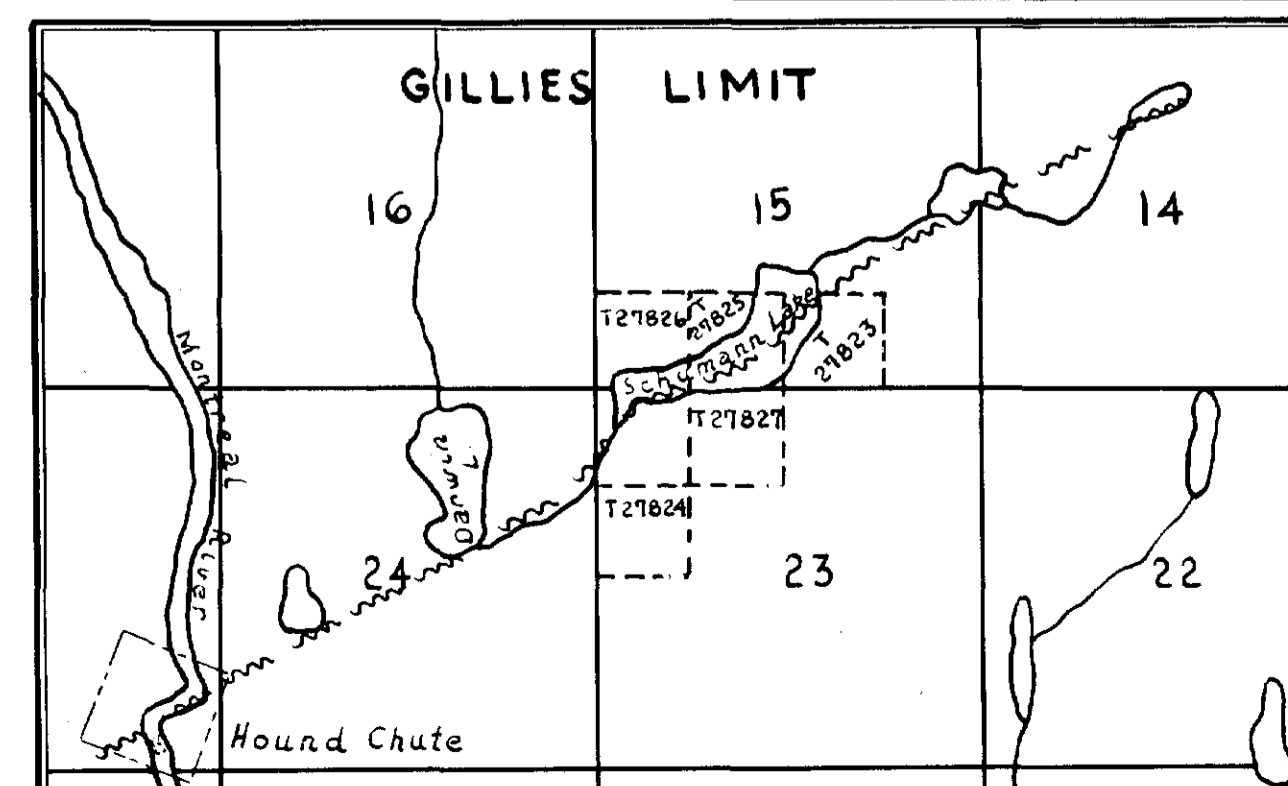 GILLIES LIMIT
16
15
14
T27826
T
27825
Schumann Lake
T
27823
Montreal River
T27827
T27824
24
23
22
Hound Chute